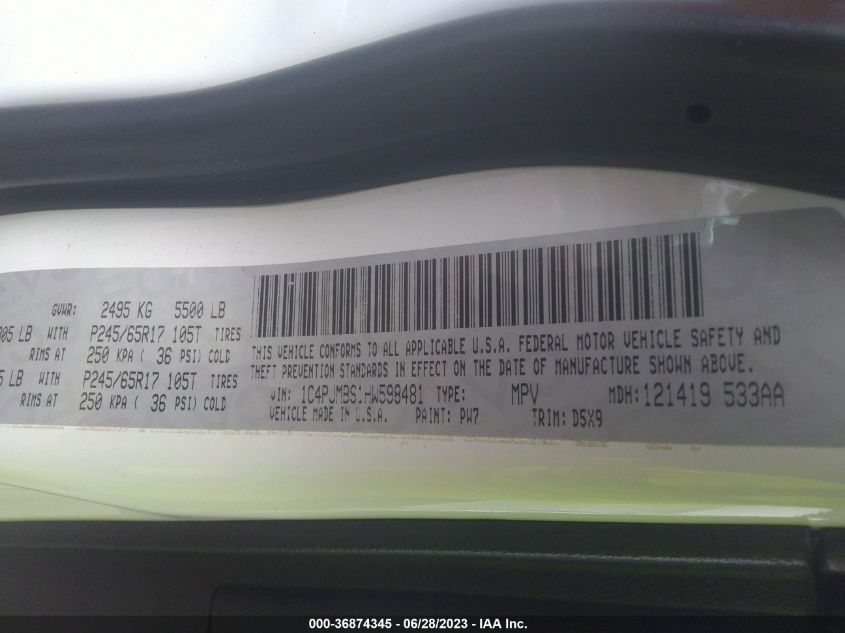 GVWR: 2495 KG 5500 LB
LB WITH P245/65R17 105T TIRES
RIMS AT 250 KPA ( 36 PSI) COLD
LB WITH P245/65R17 105T TIRES
RIMS AT 250 KPA ( 36 PSI) COLD
THIS VEHICLE CONFORMS TO ALL APPLICABLE U.S.A. FEDERAL MOTOR VEHICLE SAFETY AND
THEFT PREVENTION STANDARDS IN EFFECT ON THE DATE OF MANUFACTURE SHOWN ABOVE.
VIN: 1C4PJMBS1HW598481 TYPE: MPV MDH: 121419 533AA
VEHICLE MADE IN U.S.A. PAINT: PW7 TRIM: D5X9
000-36874345 - 06/28/2023 - IAA Inc.